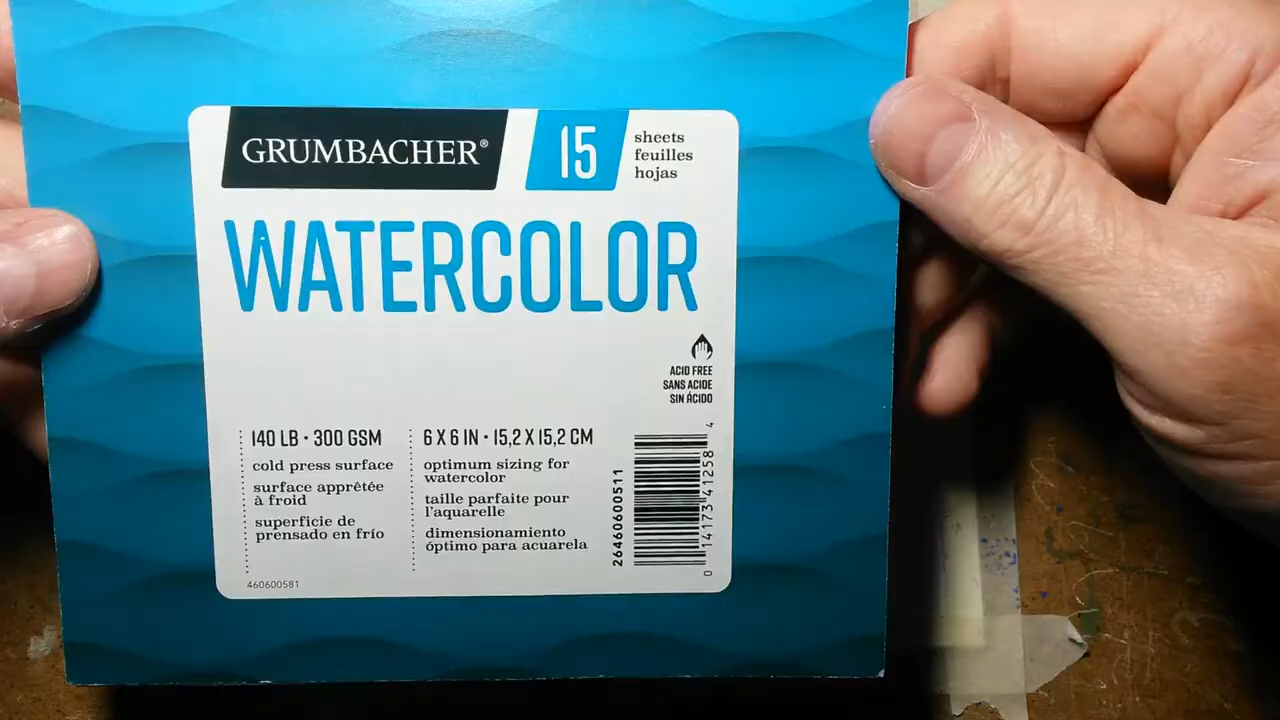 GRUMBACHER®
15
sheets
feuilles
hojas
WATERCOLOR
ACID FREE
SANS ACIDE
SIN ÁCIDO
140 LB • 300 GSM
cold press surface
surface apprêtée
à froid
superficie de
prensado en frío
6 X 6 IN • 15,2 X 15,2 CM
optimum sizing for
watercolor
taille parfaite pour
l'aquarelle
dimensionamiento
óptimo para acuarela
26460600511
0 14173 41258 4
460600581